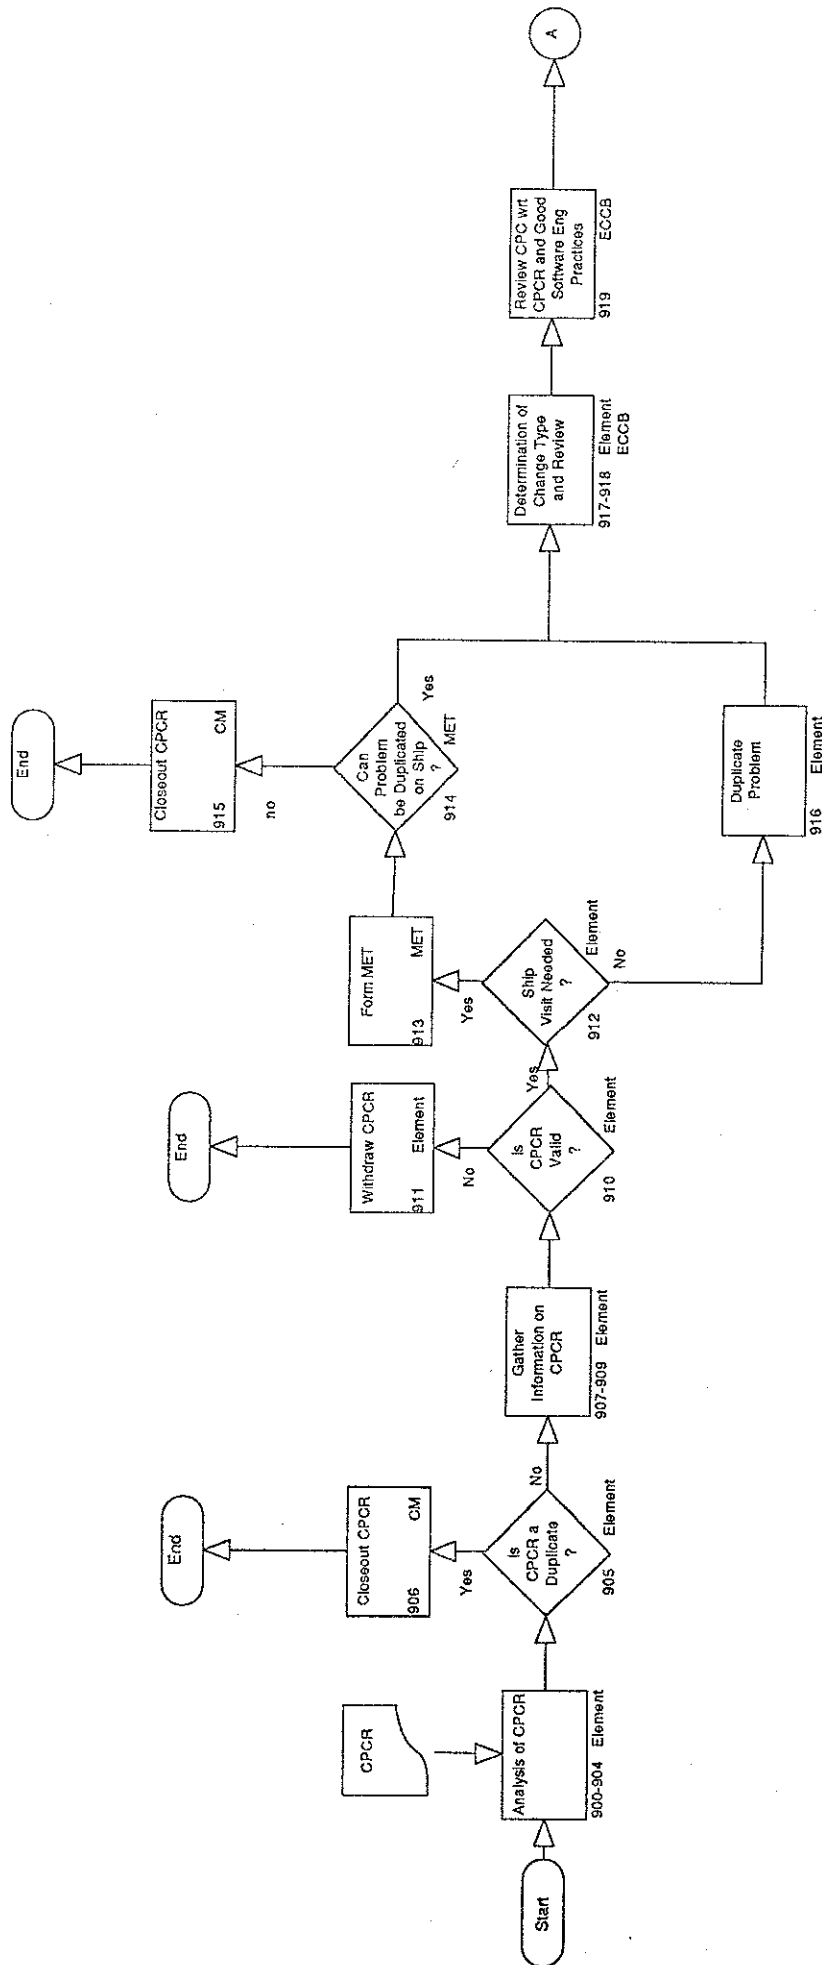 Start
CPCR
Analysis of CPCR
900-904 Element
Is
CPCR a
Duplicate
?
905
Element
Yes
No
Closeout CPCR
906
CM
End
Gather
Information on
CPCR
907-909 Element
Is
CPCR
Valid
?
910
Element
No
Yes
Withdraw CPCR
911
Element
End
Ship
Visit Needed
?
912
Element
Yes
No
Form MET
913
MET
Can
Problem
be Duplicated
on Ship
?
914
MET
no
Yes
Closeout CPCR
915
CM
End
Duplicate
Problem
916
Element
Determination of
Change Type
and Review
917-918 Element
ECCB
Review CPC wrt
CPCR and Good
Software Eng
Practices
919
ECCB
A